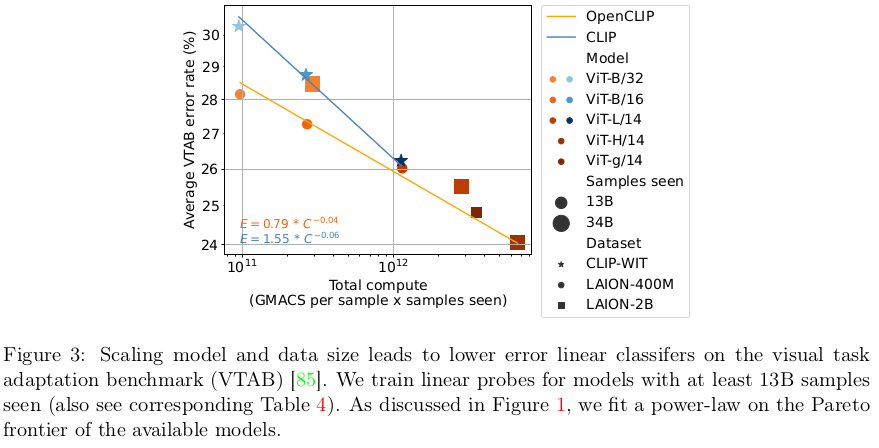 30
29
28
27
26
25
24
Average VTAB error rate (%)
E = 0.79 * C^−0.04
E = 1.55 * C^−0.06
10^11
10^12
Total compute
(GMACS per sample x samples seen)
OpenCLIP
CLIP
Model
ViT-B/32
ViT-B/16
ViT-L/14
ViT-H/14
ViT-g/14
Samples seen
13B
34B
Dataset
CLIP-WIT
LAION-400M
LAION-2B
Figure 3: Scaling model and data size leads to lower error linear classifers on the visual task
adaptation benchmark (VTAB) [85]. We train linear probes for models with at least 13B samples
seen (also see corresponding Table 4). As discussed in Figure 1, we fit a power-law on the Pareto
frontier of the available models.